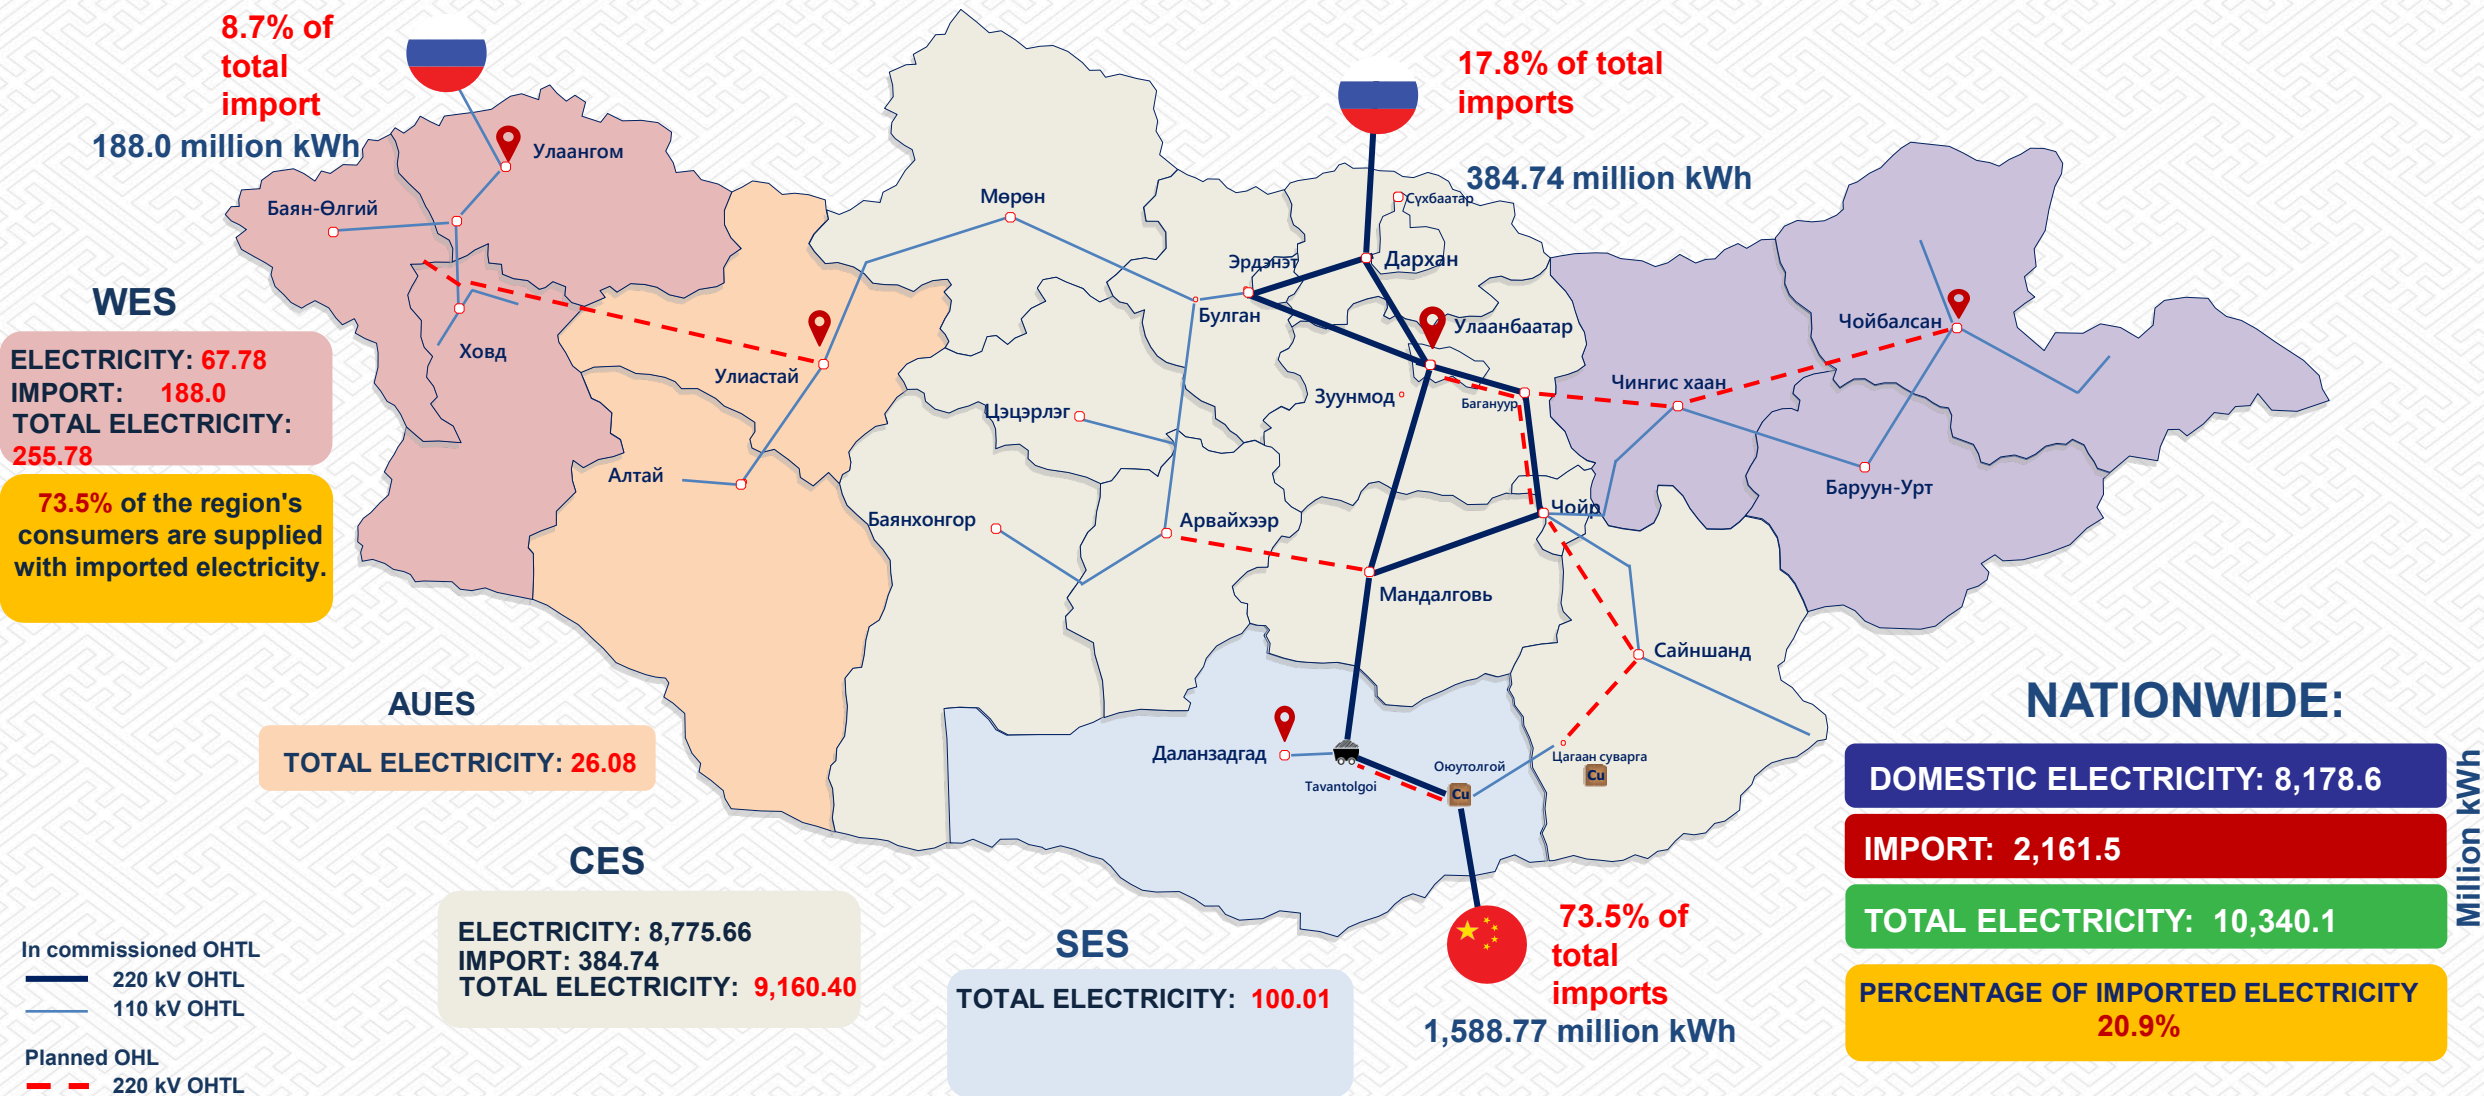 8.7% of
total
import
188.0 million kWh
17.8% of total
imports
384.74 million kWh
Улаангом
Баян-Өлгий
Мөрөн
Сүхбаатар
Эрдэнэт
Дархан
Булган
Улаанбаатар
Чойбалсан
Ховд
Улиастай
Зуунмод
Багануур
Чингис хаан
Цэцэрлэг
Алтай
Баруун-Урт
Баянхонгор
Арвайхээр
Чойр
Мандалговь
Сайншанд
Даланзадгад
Tavantolgoi
Оюутолгой
Cu
Цагаан суварга
Cu
WES
ELECTRICITY: 67.78
IMPORT: 188.0
TOTAL ELECTRICITY:
255.78
73.5% of the region's
consumers are supplied
with imported electricity.
AUES
TOTAL ELECTRICITY: 26.08
CES
ELECTRICITY: 8,775.66
IMPORT: 384.74
TOTAL ELECTRICITY: 9,160.40
SES
TOTAL ELECTRICITY: 100.01
73.5% of
total
imports
1,588.77 million kWh
NATIONWIDE:
DOMESTIC ELECTRICITY: 8,178.6
IMPORT: 2,161.5
TOTAL ELECTRICITY: 10,340.1
Million kWh
PERCENTAGE OF IMPORTED ELECTRICITY
20.9%
In commissioned OHTL
220 kV OHTL
110 kV OHTL
Planned OHL
220 kV OHTL